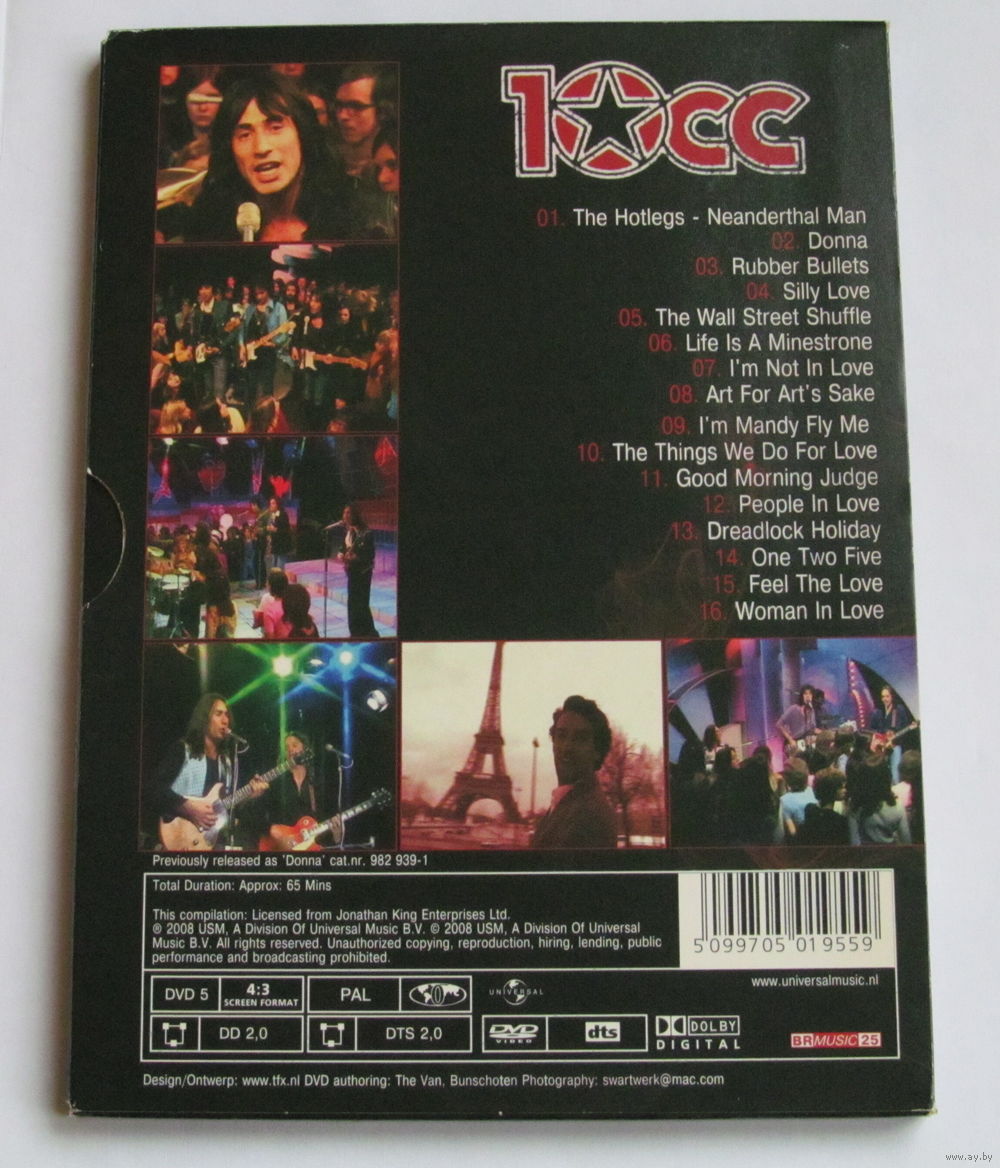 10cc
01. The Hotlegs - Neanderthal Man
02. Donna
03. Rubber Bullets
04. Silly Love
05. The Wall Street Shuffle
06. Life Is A Minestrone
07. I'm Not In Love
08. Art For Art's Sake
09. I'm Mandy Fly Me
10. The Things We Do For Love
11. Good Morning Judge
12. People In Love
13. Dreadlock Holiday
14. One Two Five
15. Feel The Love
16. Woman In Love
Previously released as 'Donna' cat.nr. 982 939-1
Total Duration: Approx: 65 Mins
This compilation: Licensed from Jonathan King Enterprises Ltd.
® 2008 USM, A Division Of Universal Music B.V. © 2008 USM, A Division Of Universal
Music B.V. All rights reserved. Unauthorized copying, reproduction, hiring, lending, public
performance and broadcasting prohibited.
5 099705 019559
www.universalmusic.nl
DVD 5
4:3
SCREEN FORMAT
PAL
UNIVERSAL
DD 2,0
DTS 2,0
DVD
VIDEO
dts
DOLBY
DIGITAL
BRMUSIC 25
Design/Ontwerp: www.tfx.nl DVD authoring: The Van, Bunschoten Photography: swartwerk@mac.com
www.ay.by